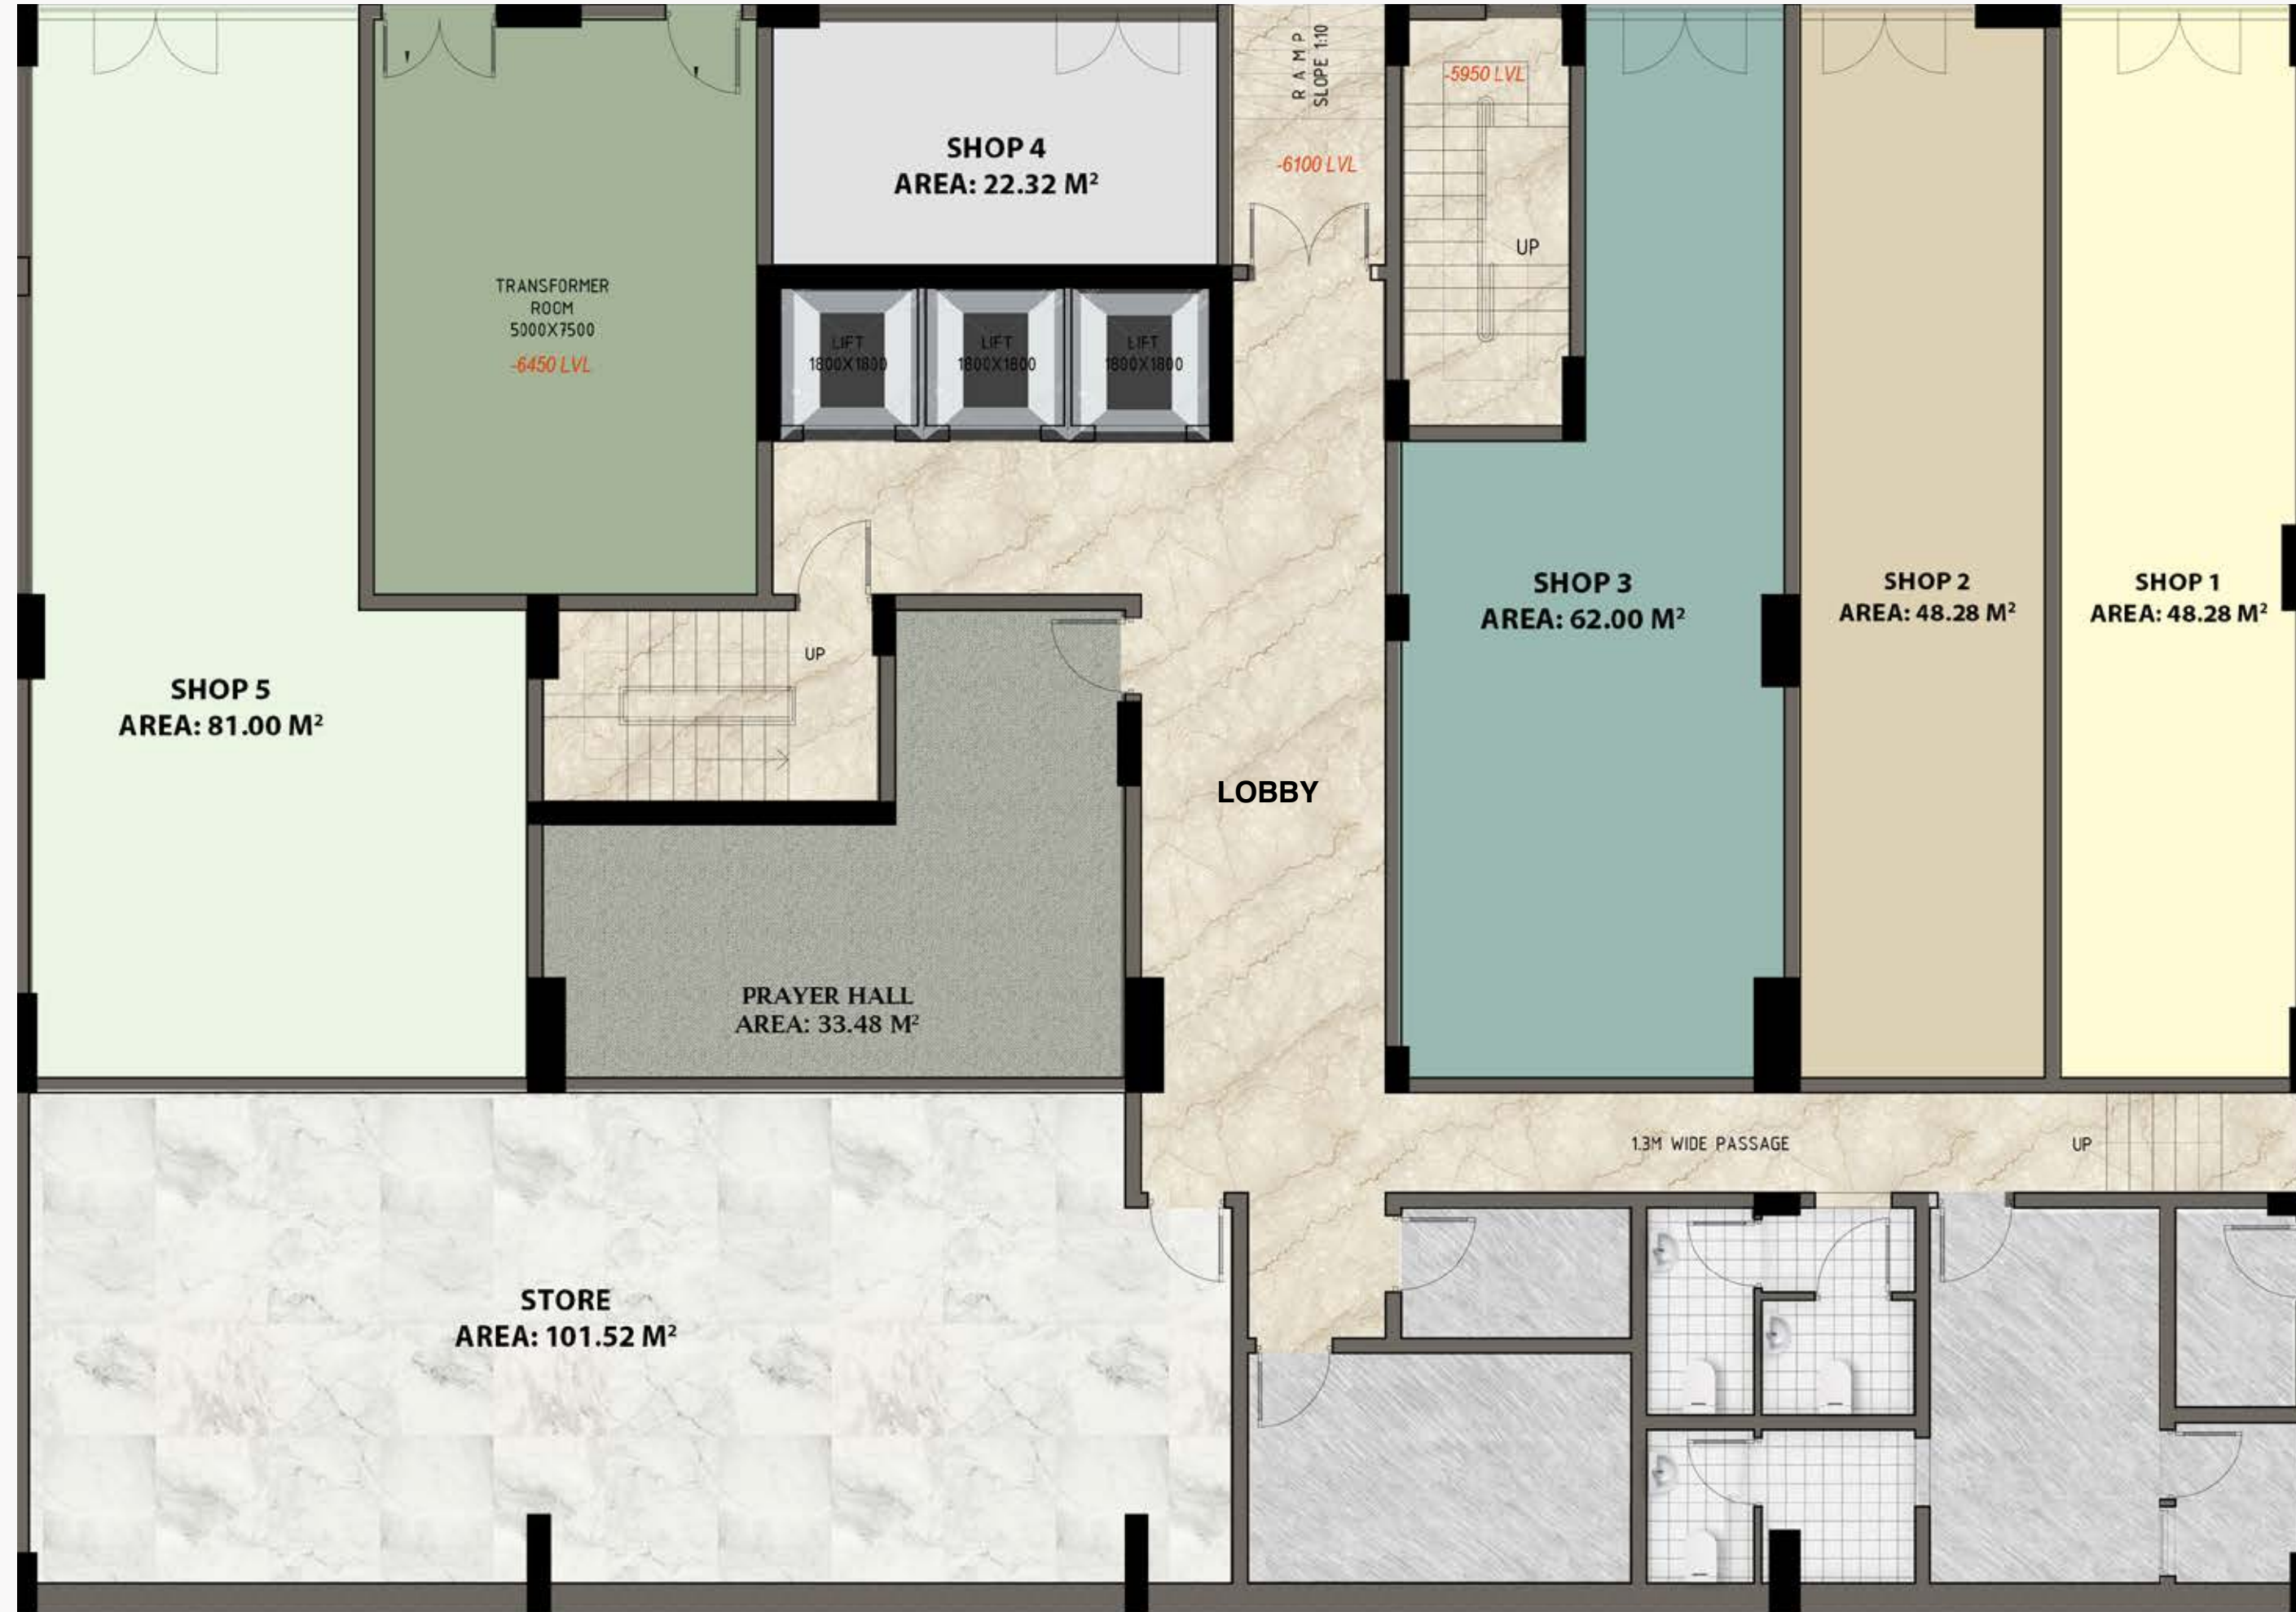 RAMP
SLOPE 1:10
-6100 LVL
-5950 LVL
UP
SHOP 4
AREA: 22.32 M²
TRANSFORMER
ROOM
5000X7500
-6450 LVL
LIFT
1800X1800
LIFT
1800X1800
LIFT
1800X1800
SHOP 3
AREA: 62.00 M²
SHOP 2
AREA: 48.28 M²
SHOP 1
AREA: 48.28 M²
UP
SHOP 5
AREA: 81.00 M²
LOBBY
PRAYER HALL
AREA: 33.48 M²
1.3M WIDE PASSAGE
UP
STORE
AREA: 101.52 M²